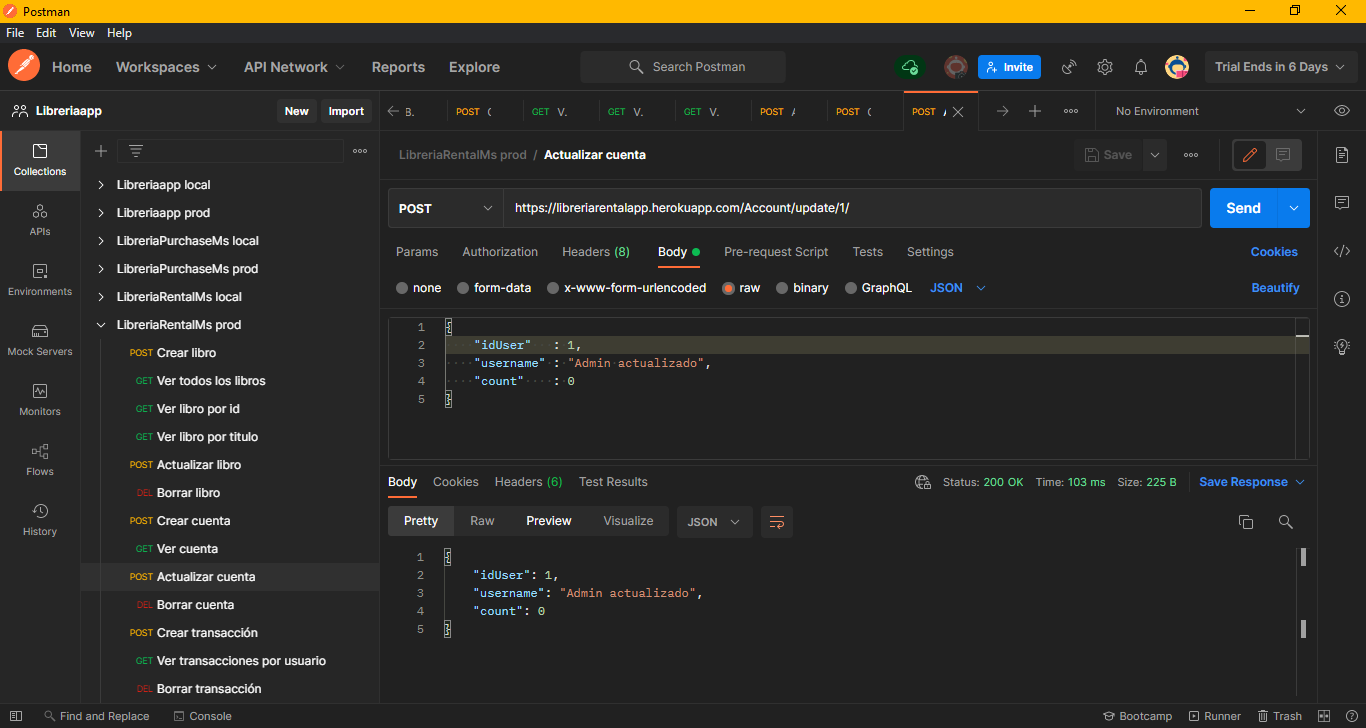 Postman
File Edit View Help
Home Workspaces API Network Reports Explore Search Postman Invite Trial Ends in 6 Days
Libreriaapp New Import
B. POST GET V. GET V. GET V. POST POST POST No Environment
Collections
APIs
Environments
Mock Servers
Monitors
Flows
History
Libreriaapp local
Libreriaapp prod
LibreriaPurchaseMs local
LibreriaPurchaseMs prod
LibreriaRentalMs local
LibreriaRentalMs prod
POST Crear libro
GET Ver todos los libros
GET Ver libro por id
GET Ver libro por titulo
POST Actualizar libro
DEL Borrar libro
POST Crear cuenta
GET Ver cuenta
POST Actualizar cuenta
DEL Borrar cuenta
POST Crear transacción
GET Ver transacciones por usuario
DEL Borrar transacción
LibreriaRentalMs prod / Actualizar cuenta Save
POST https://libreriarentalapp.herokuapp.com/Account/update/1/ Send
Params Authorization Headers (8) Body Pre-request Script Tests Settings Cookies
none form-data x-www-form-urlencoded raw binary GraphQL JSON Beautify
1 {
2 "idUser" : 1,
3 "username" : "Admin actualizado",
4 "count" : 0
5 }
Body Cookies Headers (6) Test Results Status: 200 OK Time: 103 ms Size: 225 B Save Response
Pretty Raw Preview Visualize JSON
1 {
2 "idUser": 1,
3 "username": "Admin actualizado",
4 "count": 0
5 }
Find and Replace Console Bootcamp Runner Trash